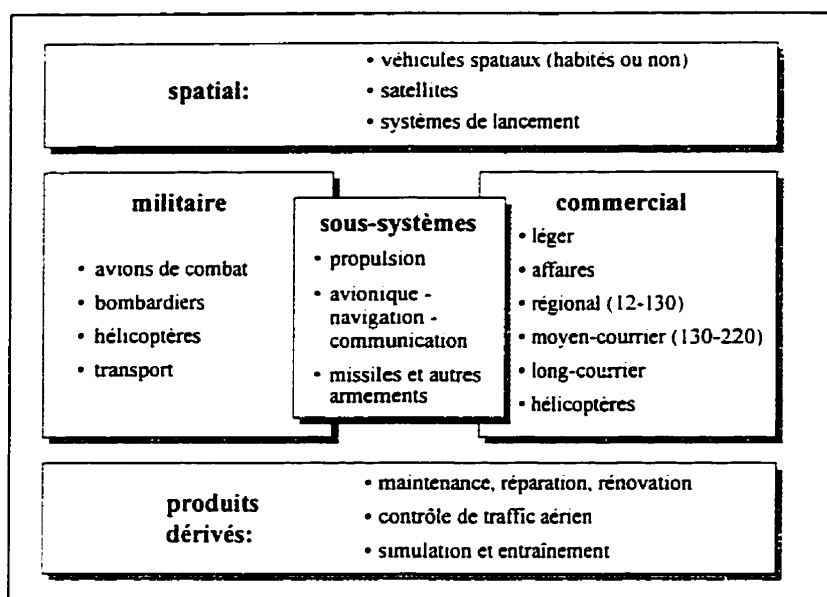 spatial:
• véhicules spatiaux (habités ou non)
• satellites
• systèmes de lancement
militaire
• avions de combat
• bombardiers
• hélicoptères
• transport
sous-systèmes
• propulsion
• avionique -
navigation -
communication
• missiles et autres
armements
commercial
• léger
• affaires
• régional (12-130)
• moyen-courrier (130-220)
• long-courrier
• hélicoptères
produits
dérivés:
• maintenance, réparation, rénovation
• contrôle de traffic aérien
• simulation et entraînement